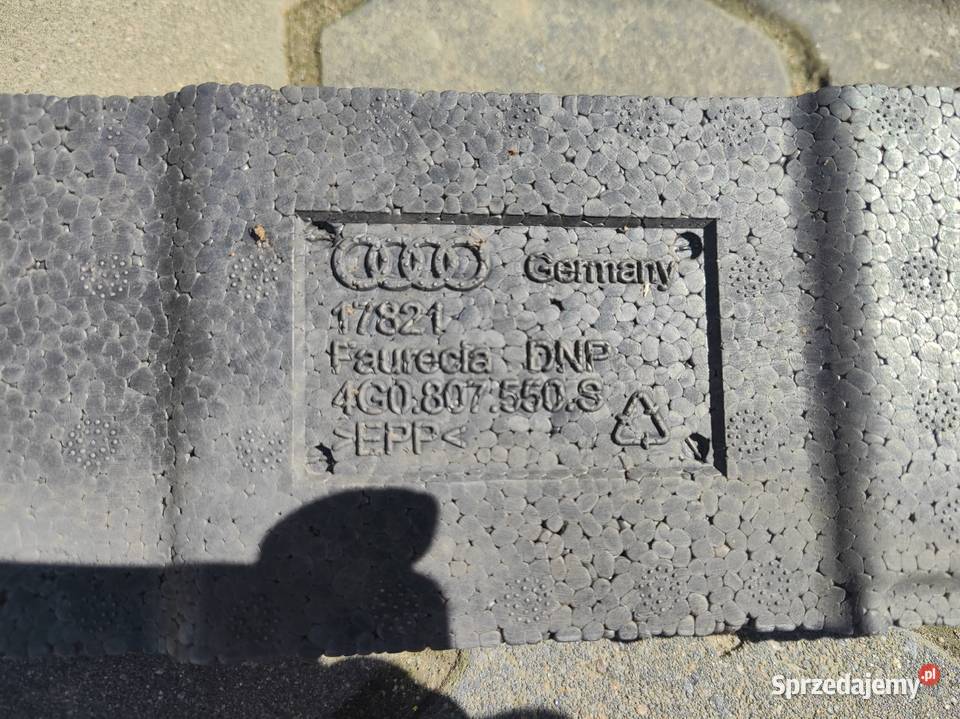 Germany
17821
Faurecia DNP
4G0.807.550.S
>EPP<
Sprzedajemy.pl